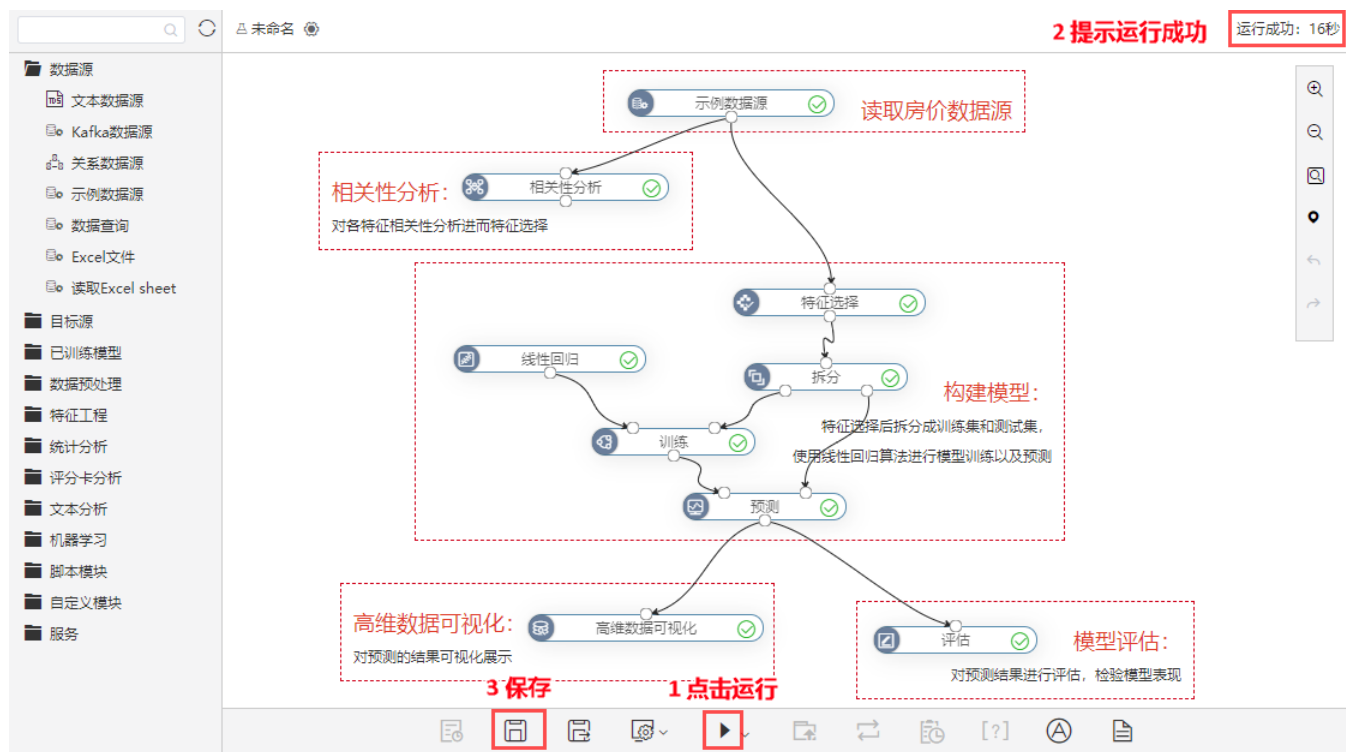 未命名
2 提示运行成功
运行成功：16秒
数据源
文本数据源
Kafka数据源
关系数据源
示例数据源
数据查询
Excel文件
读取Excel sheet
目标源
已训练模型
数据预处理
特征工程
统计分析
评分卡分析
文本分析
机器学习
脚本模块
自定义模块
服务
示例数据源
读取房价数据源
相关性分析：
相关性分析
对各特征相关性分析进而特征选择
特征选择
线性回归
拆分
构建模型：
特征选择后拆分成训练集和测试集，
使用线性回归算法进行模型训练以及预测
训练
预测
高维数据可视化：
高维数据可视化
对预测的结果可视化展示
评估
模型评估：
对预测结果进行评估，检验模型表现
3 保存
1 点击运行
[?]